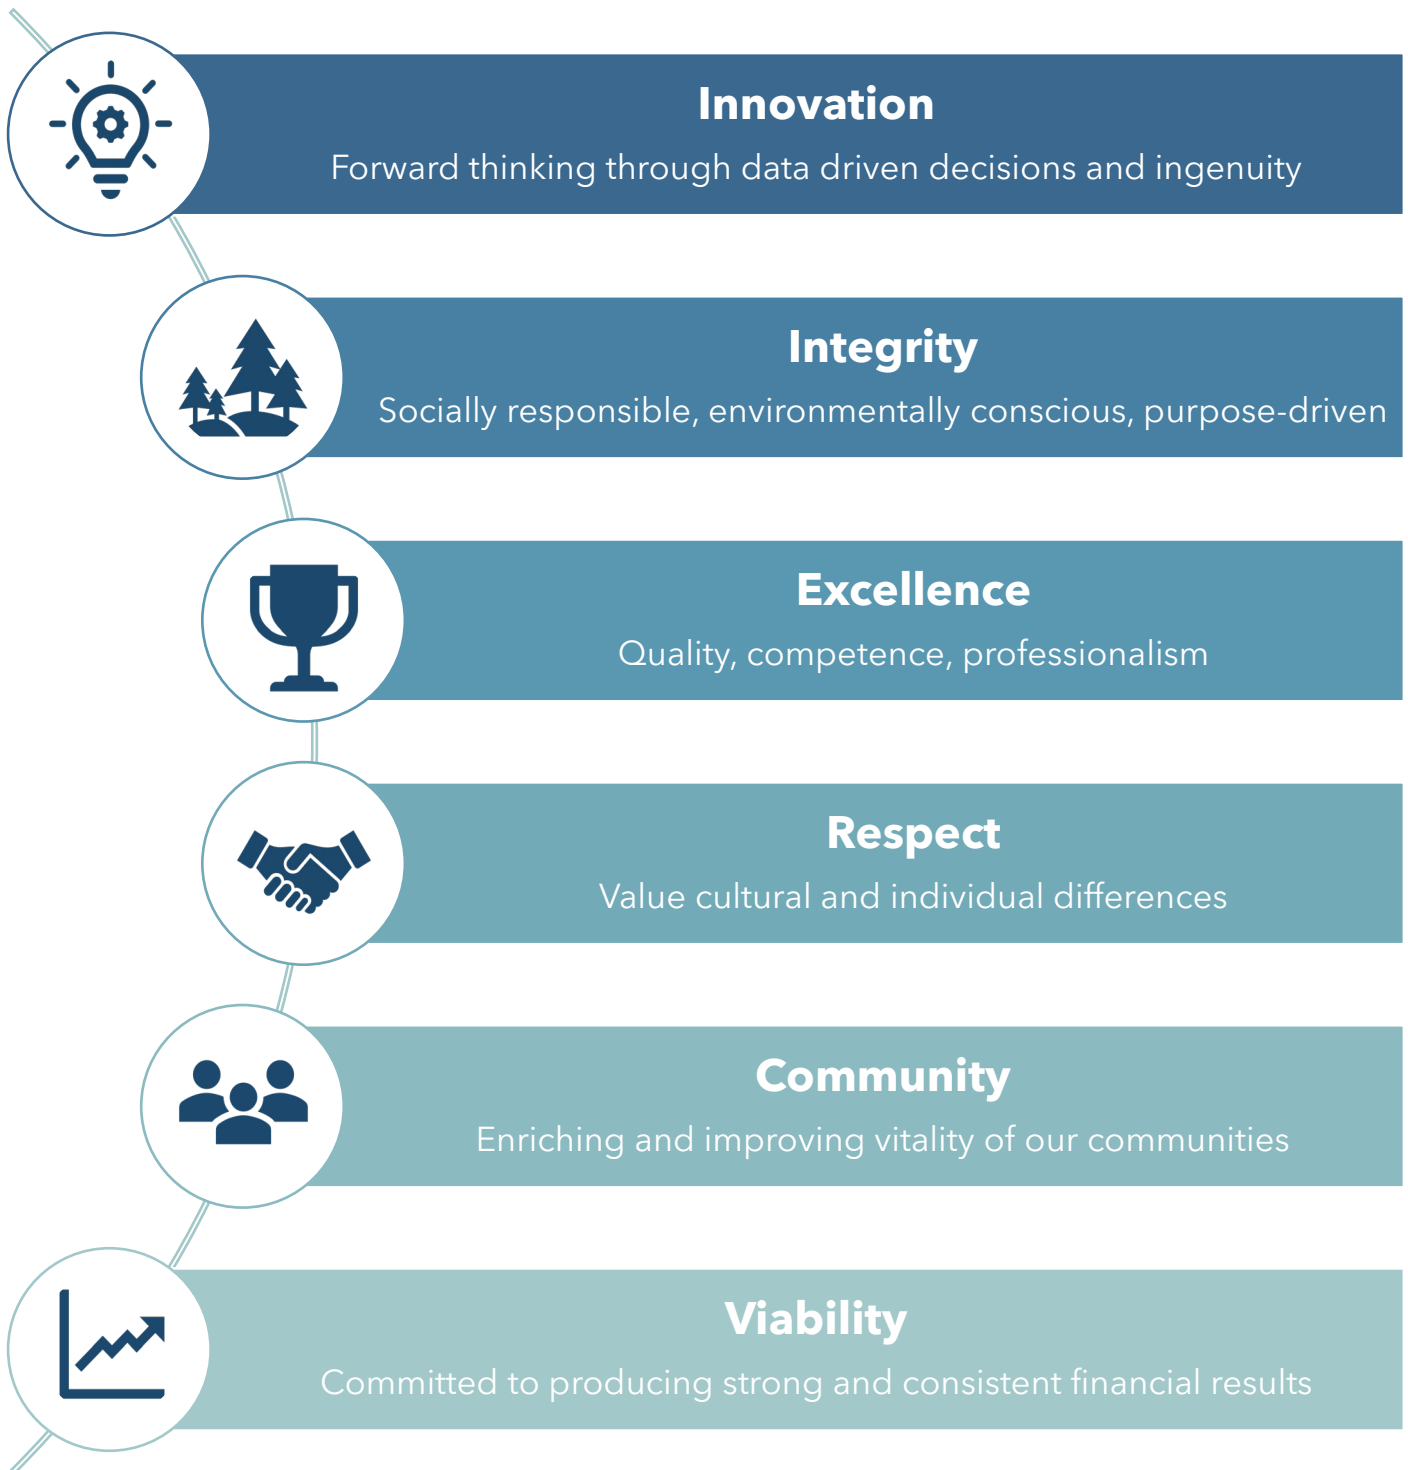 Innovation
Forward thinking through data driven decisions and ingenuity
Integrity
Socially responsible, environmentally conscious, purpose-driven
Excellence
Quality, competence, professionalism
Respect
Value cultural and individual differences
Community
Enriching and improving vitality of our communities
Viability
Committed to producing strong and consistent financial results